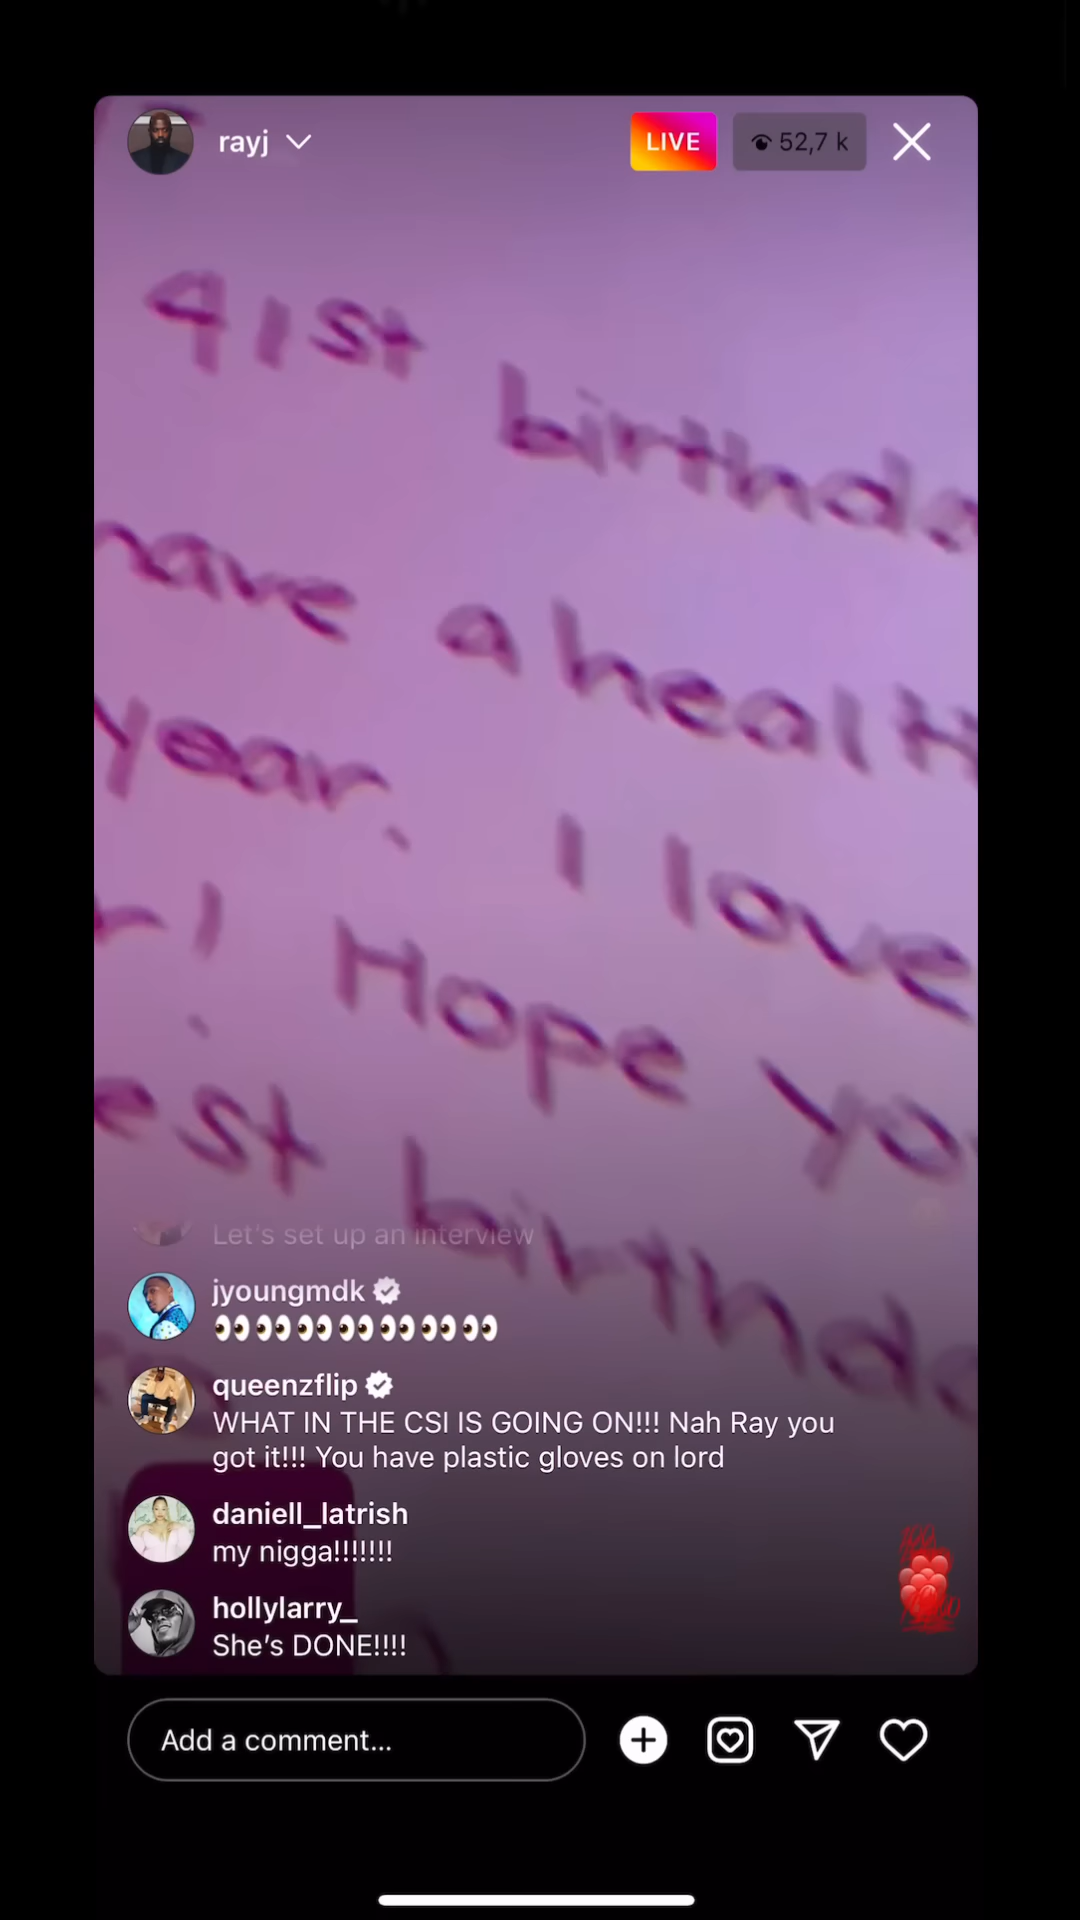 rayj
LIVE
52,7 k
41st birthda
have a health
year. I love
r! Hope yo
est birthda
Let's set up an interview
jyoungmdk
👀👀👀👀👀👀👀
queenzflip
WHAT IN THE CSI IS GOING ON!!! Nah Ray you
got it!!! You have plastic gloves on lord
daniell_latrish
my nigga!!!!!!!
hollylarry_
She's DONE!!!!
Add a comment...